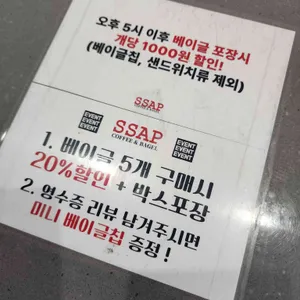 오후 5시 이후 베이글 포장시
개당 1000원 할인!
(베이글칩, 샌드위치류 제외)
SSAP
EVENT
EVENT
EVENT
SSAP
COFFEE & BAGEL
EVENT
EVENT
EVENT
1. 베이글 5개 구매시
20%할인 + 박스포장
2. 영수증 리뷰 남겨주시면
미니 베이글칩 증정 !